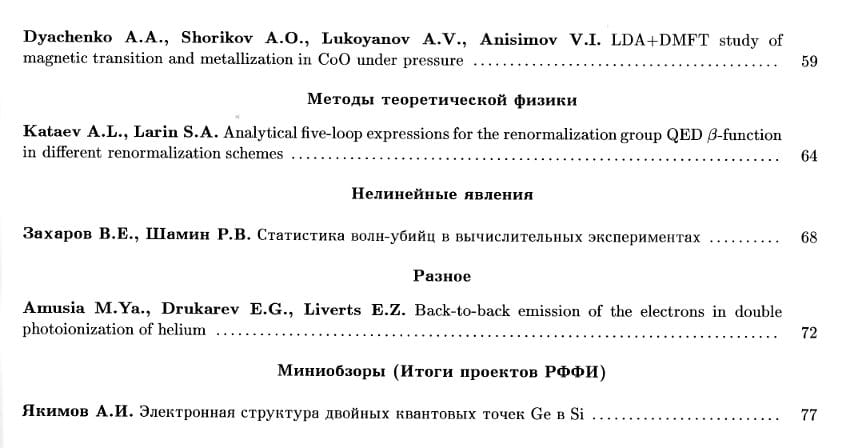 Dyachenko A.A., Shorikov A.O., Lukoyanov A.V., Anisimov V.I. LDA+DMFT study of
magnetic transition and metallization in CoO under pressure ........................................... 59
Методы теоретической физики
Kataev A.L., Larin S.A. Analytical five-loop expressions for the renormalization group QED β-function
in different renormalization schemes ..................................................................... 64
Нелинейные явления
Захаров В.Е., Шамин Р.В. Статистика волн-убийц в вычислительных экспериментах .......... 68
Разное
Amusia M.Ya., Drukarev E.G., Liverts E.Z. Back-to-back emission of the electrons in double
photoionization of helium ............................................................................... 72
Миниобзоры (Итоги проектов РФФИ)
Якимов А.И. Электронная структура двойных квантовых точек Ge в Si .......................... 77